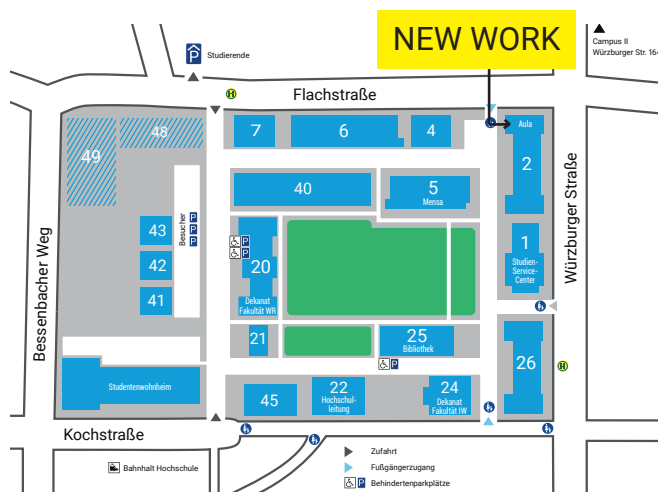 NEW WORK
Studierende
Campus II
Würzburger Str. 164
Flachstraße
H
7
6
4
Aula
48
49
2
40
5
Mensa
Besucher
P
P
P
43
42
41
20
Dekanat
Fakultät WR
P
P
1
Studien-
Service-
Center
Bessenbacher Weg
Würzburger Straße
21
25
Bibliothek
P
26
H
Studentenwohnheim
45
22
Hochschul-
leitung
24
Dekanat
Fakultät IW
Kochstraße
Bahnhalt Hochschule
Zufahrt
Fußgängerzugang
P
Behindertenparkplätze